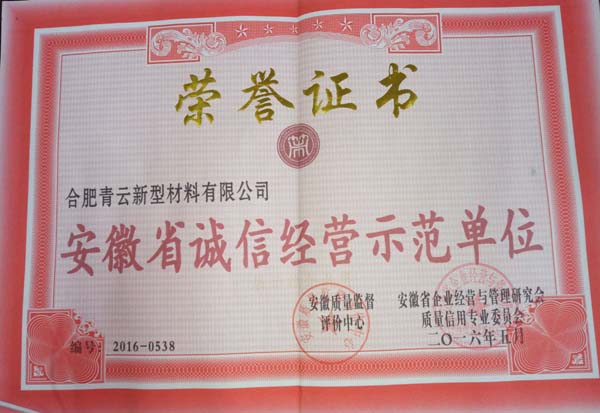 荣誉证书
合肥青云新型材料有限公司
安徽省诚信经营示范单位
安徽质量监督
评价中心
安徽省企业经营与管理研究会
质量信用专业委员会
二〇一六年五月
编号:2016-0538